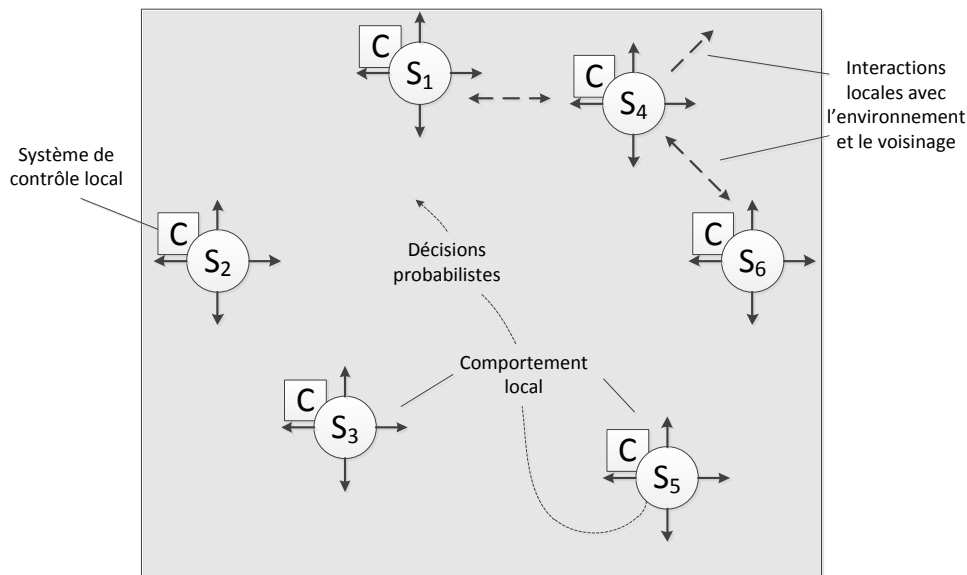 C
S1
C
S4
Interactions
locales avec
l'environnement
et le voisinage
Système de
contrôle local
C
S2
Décisions
probabilistes
C
S6
Comportement
local
C
S3
C
S5